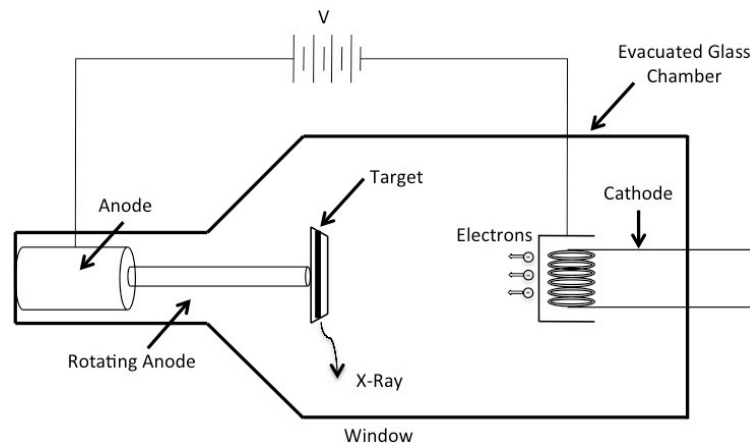 V
Evacuated Glass
Chamber
Target
Anode
Cathode
Electrons
Rotating Anode
X-Ray
Window